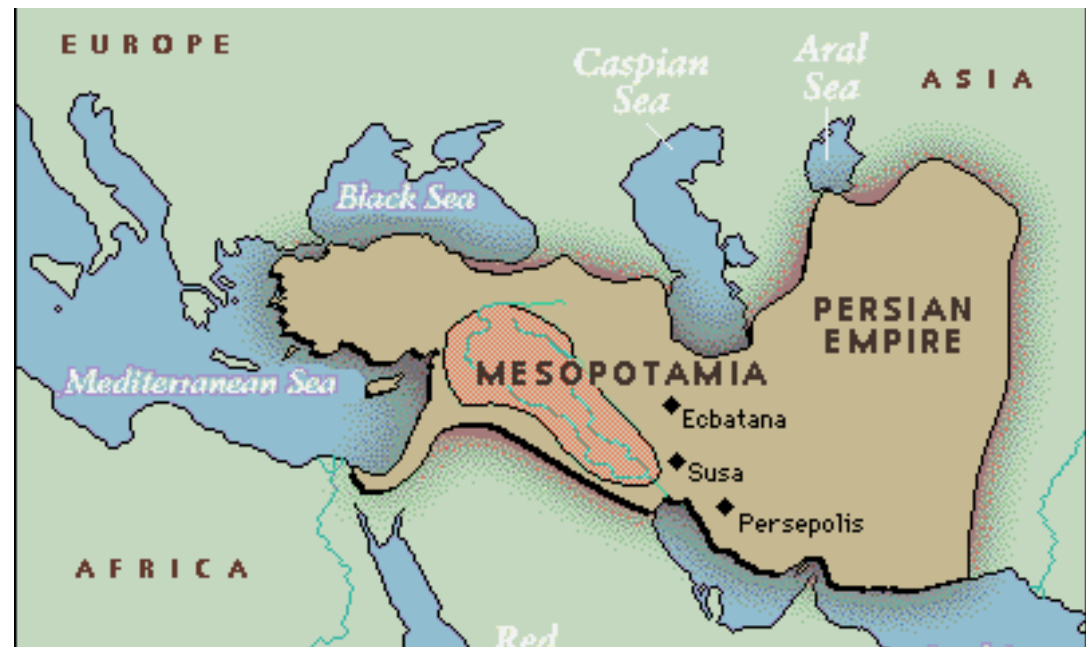 EUROPE
Caspian
Sea
Aral
Sea
ASIA
Black Sea
PERSIAN
EMPIRE
MESOPOTAMIA
Mediterranean Sea
Ecbatana
Susa
Persepolis
AFRICA
Red